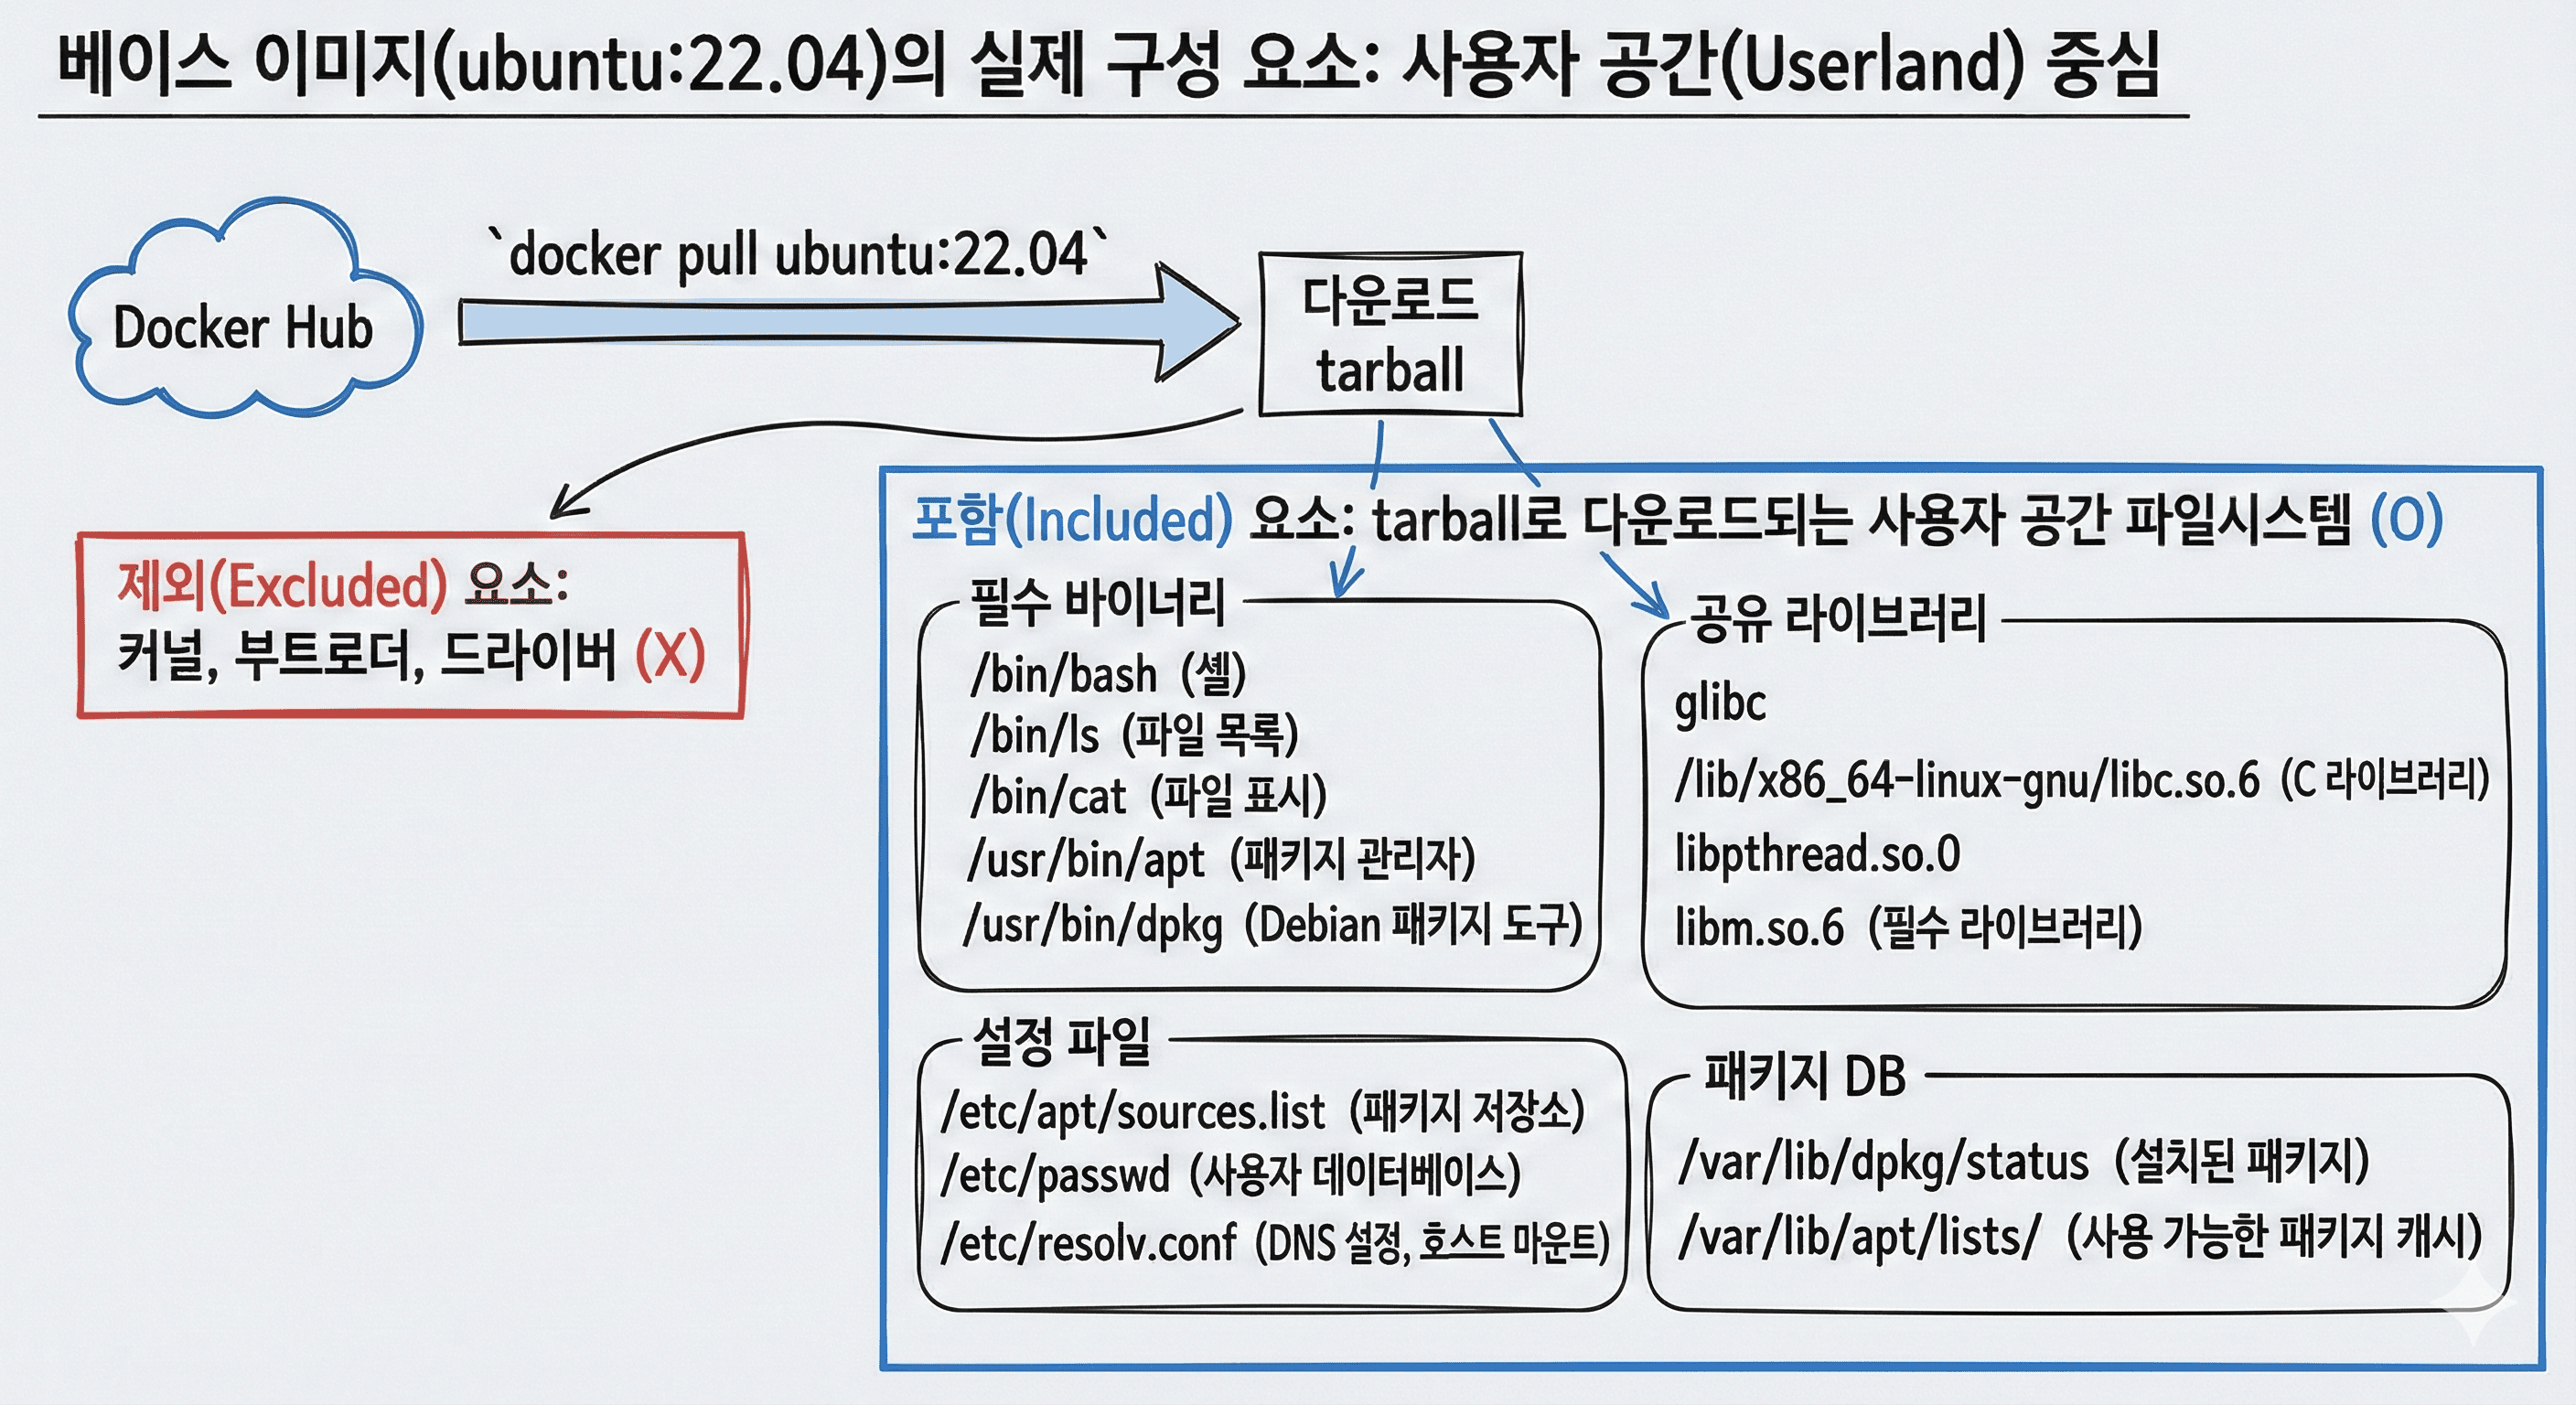 베이스 이미지(ubuntu:22.04)의 실제 구성 요소: 사용자 공간(Userland) 중심
Docker Hub
`docker pull ubuntu:22.04`
다운로드
tarball
제외(Excluded) 요소:
커널, 부트로더, 드라이버 (X)
포함(Included) 요소: tarball로 다운로드되는 사용자 공간 파일시스템 (O)
필수 바이너리
/bin/bash (셸)
/bin/ls (파일 목록)
/bin/cat (파일 표시)
/usr/bin/apt (패키지 관리자)
/usr/bin/dpkg (Debian 패키지 도구)
공유 라이브러리
glibc
/lib/x86_64-linux-gnu/libc.so.6 (C 라이브러리)
libpthread.so.0
libm.so.6 (필수 라이브러리)
설정 파일
/etc/apt/sources.list (패키지 저장소)
/etc/passwd (사용자 데이터베이스)
/etc/resolv.conf (DNS 설정, 호스트 마운트)
패키지 DB
/var/lib/dpkg/status (설치된 패키지)
/var/lib/apt/lists/ (사용 가능한 패키지 캐시)